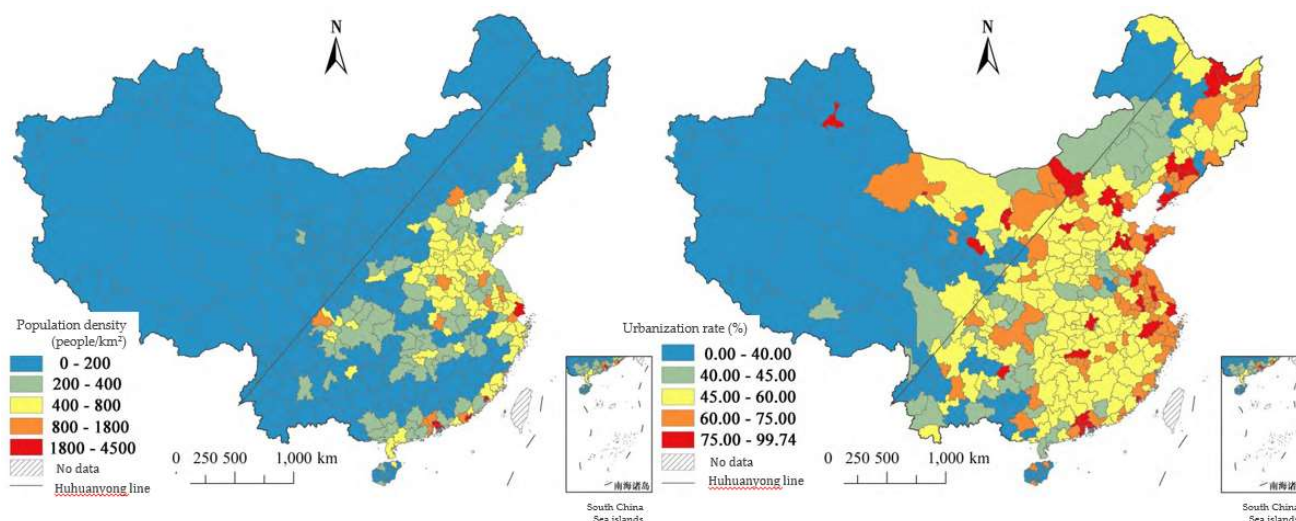 N
Population density
(people/km²)
0 - 200
200 - 400
400 - 800
800 - 1800
1800 - 4500
No data
Huhuanyong line
0 250 500 1,000 km
南海诸岛
South China
Sea islands
N
Urbanization rate (%)
0.00 - 40.00
40.00 - 45.00
45.00 - 60.00
60.00 - 75.00
75.00 - 99.74
No data
Huhuanyong line
0 250 500 1,000 km
南海诸
South China
Sea islands